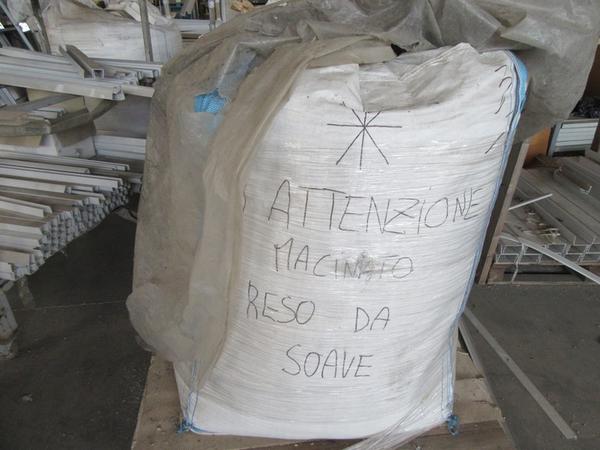 ATTENZIONE
MACINATO
RESO DA
SOAVE